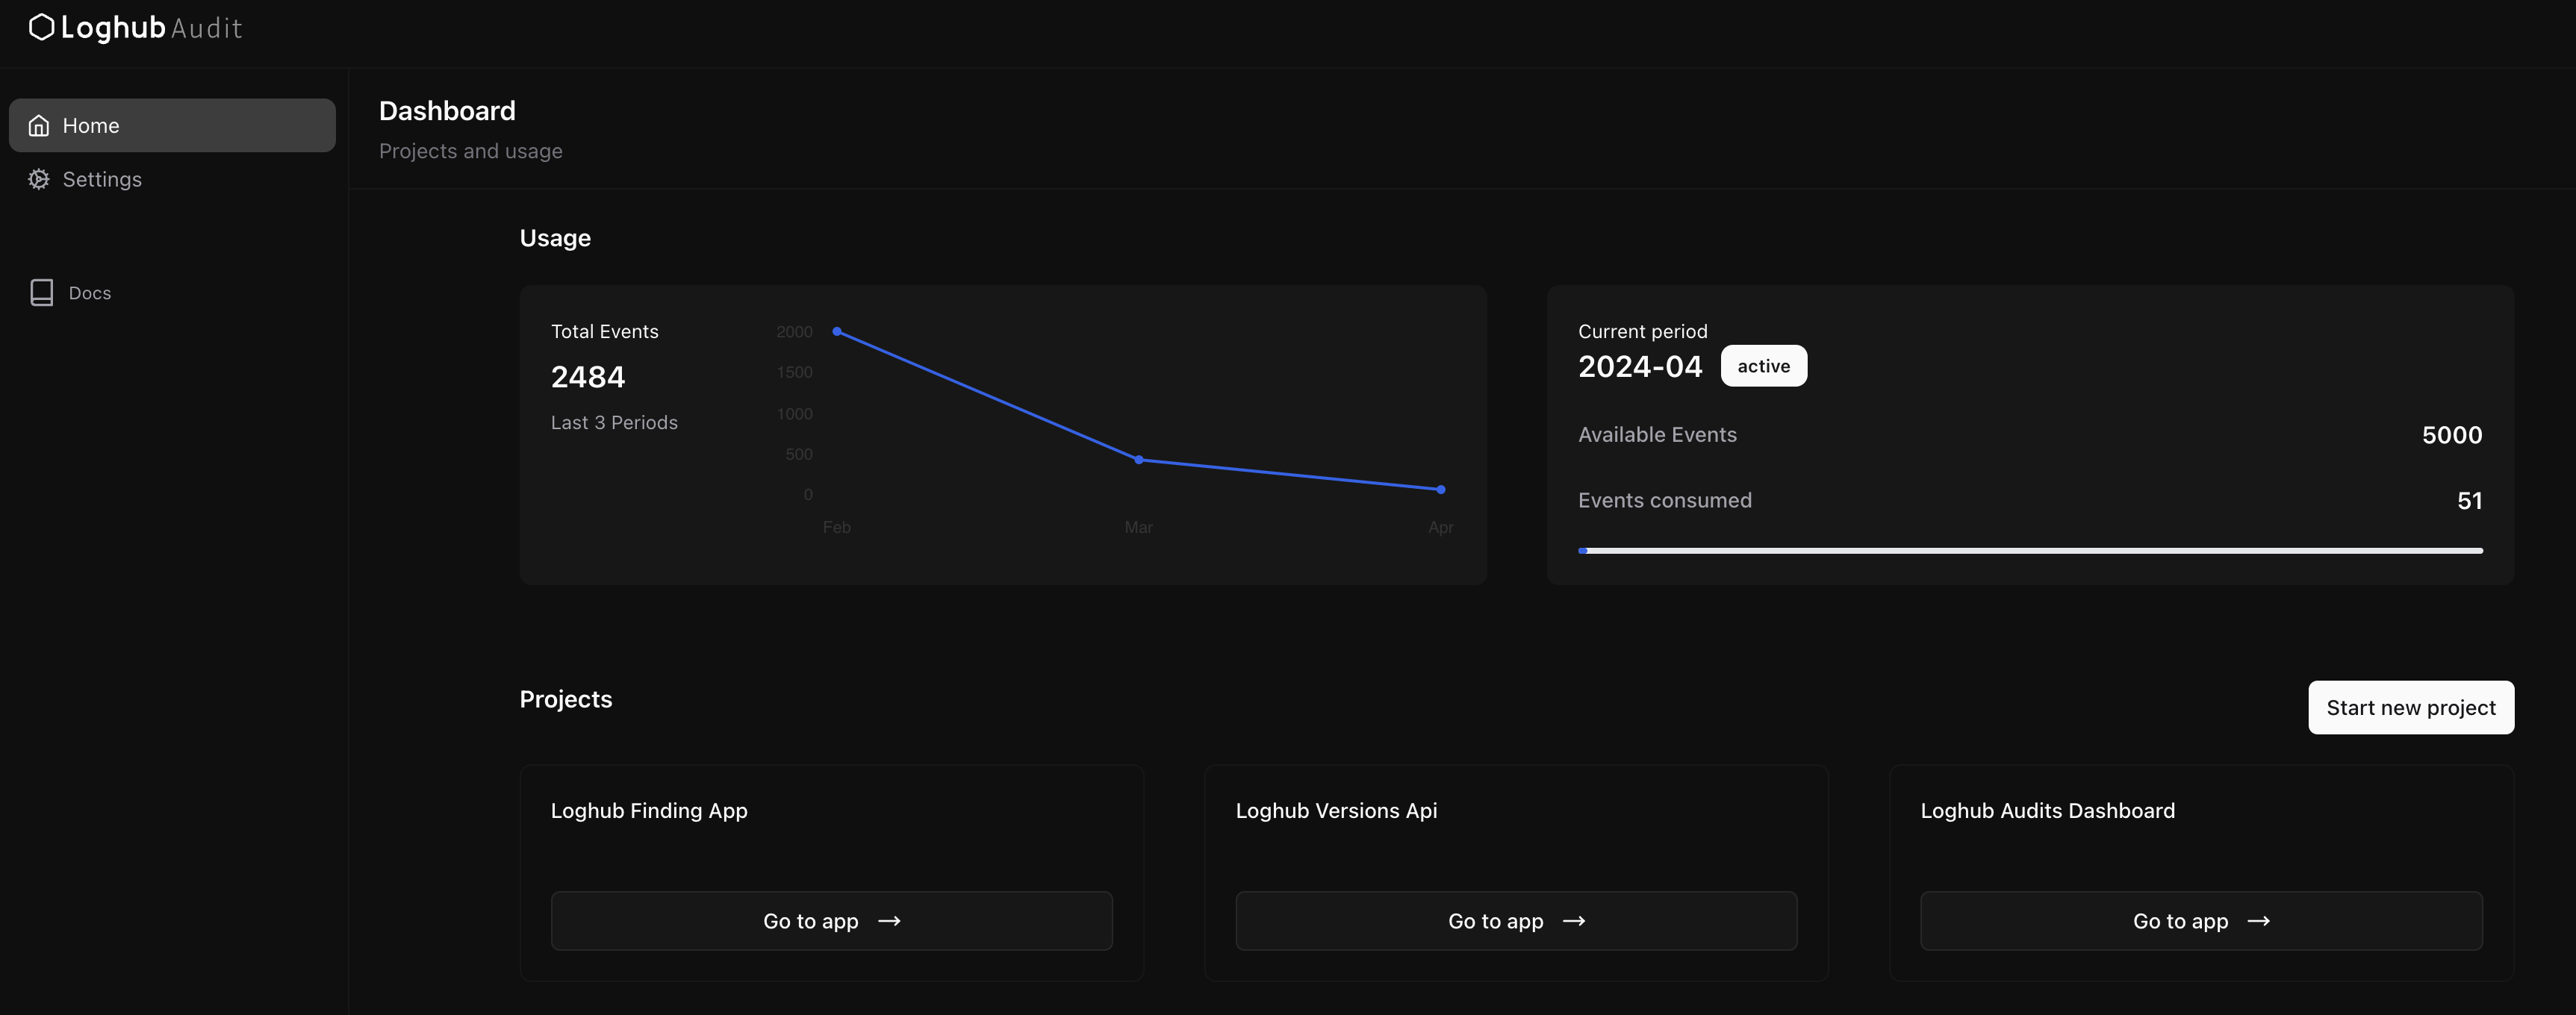 Loghub Audit
Home
Settings
Docs
Dashboard
Projects and usage
Usage
Total Events
2484
Last 3 Periods
2000
1500
1000
500
0
Feb Mar Apr
Current period
2024-04 active
Available Events 5000
Events consumed 51
Projects
Start new project
Loghub Finding App
Go to app →
Loghub Versions Api
Go to app →
Loghub Audits Dashboard
Go to app →